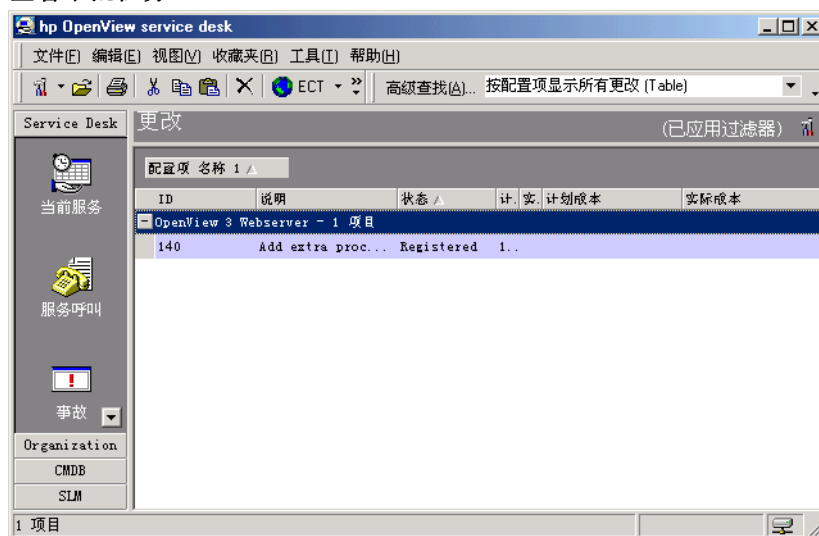 hp OpenView service desk
文件(F) 编辑(E) 视图(V) 收藏夹(R) 工具(T) 帮助(H)
ECT 高级查找(A)... 按配置项显示所有更改 (Table)
Service Desk
更改
(已应用过滤器)
配置项 名称 1
当前服务
ID 说明 状态 计. 实. 计划成本 实际成本
OpenView 3 Webserver - 1 项目
140 Add extra proc... Registered 1..
服务呼叫
事故
Organization
CMDB
SLM
1 项目